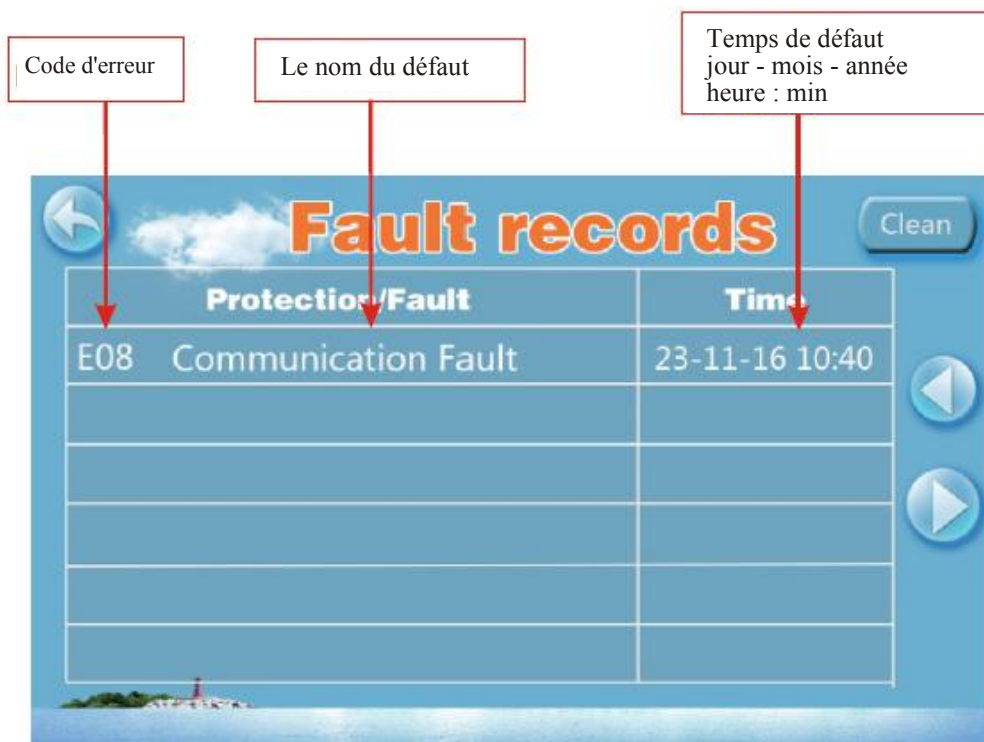 Code d'erreur
Le nom du défaut
Temps de défaut
jour - mois - année
heure : min
Fault records
Clean
Protection/Fault
Time
E08 Communication Fault
23-11-16 10:40